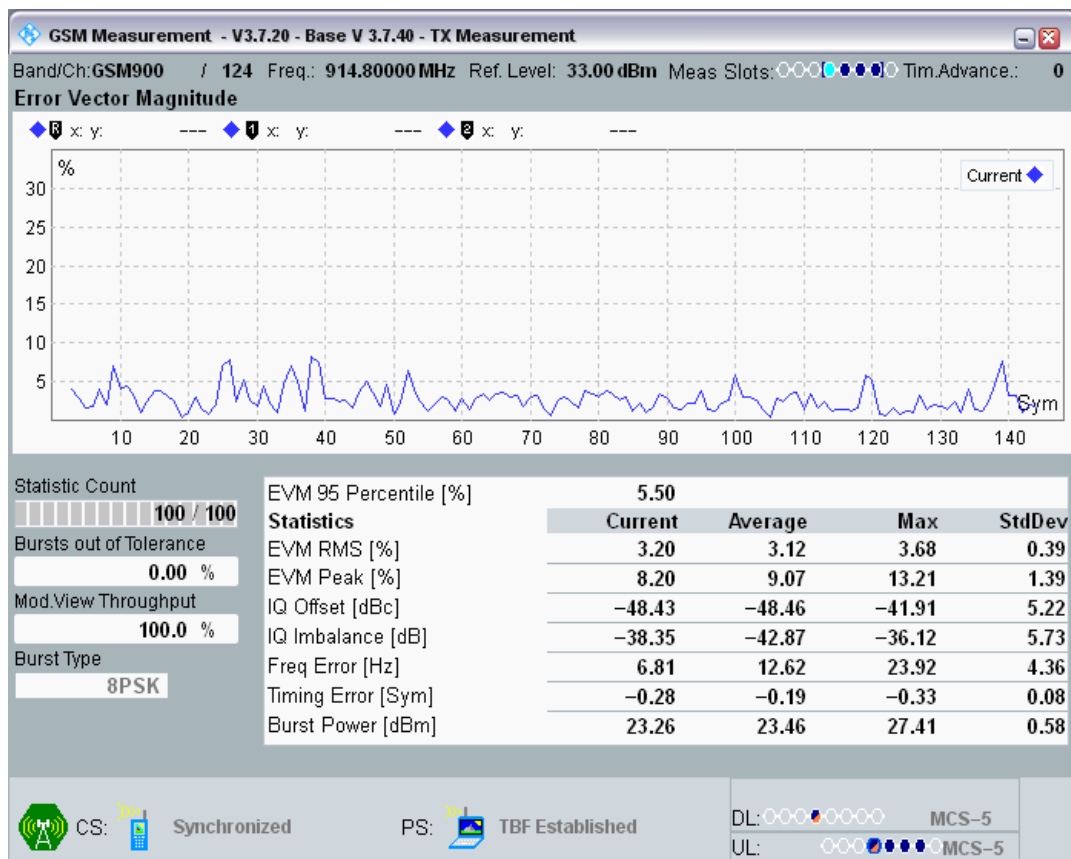 GSM Measurement - V3.7.20 - Base V 3.7.40 - TX Measurement
Band/Ch:GSM900 / 124 Freq.: 914.80000 MHz Ref. Level: 33.00 dBm Meas Slots: Tim.Advance.: 0
Error Vector Magnitude
R x: y: --- 1 x: y: --- 2 x: y: ---
%
Current
30
25
20
15
10
5
Sym
10 20 30 40 50 60 70 80 90 100 110 120 130 140
Statistic Count
100 / 100
Bursts out of Tolerance
0.00 %
Mod.View Throughput
100.0 %
Burst Type
8PSK
EVM 95 Percentile [%] 5.50
Statistics Current Average Max StdDev
EVM RMS [%] 3.20 3.12 3.68 0.39
EVM Peak [%] 8.20 9.07 13.21 1.39
IQ Offset [dBc] −48.43 −48.46 −41.91 5.22
IQ Imbalance [dB] −38.35 −42.87 −36.12 5.73
Freq Error [Hz] 6.81 12.62 23.92 4.36
Timing Error [Sym] −0.28 −0.19 −0.33 0.08
Burst Power [dBm] 23.26 23.46 27.41 0.58
CS: Synchronized PS: TBF Established
DL: MCS−5
UL: MCS−5